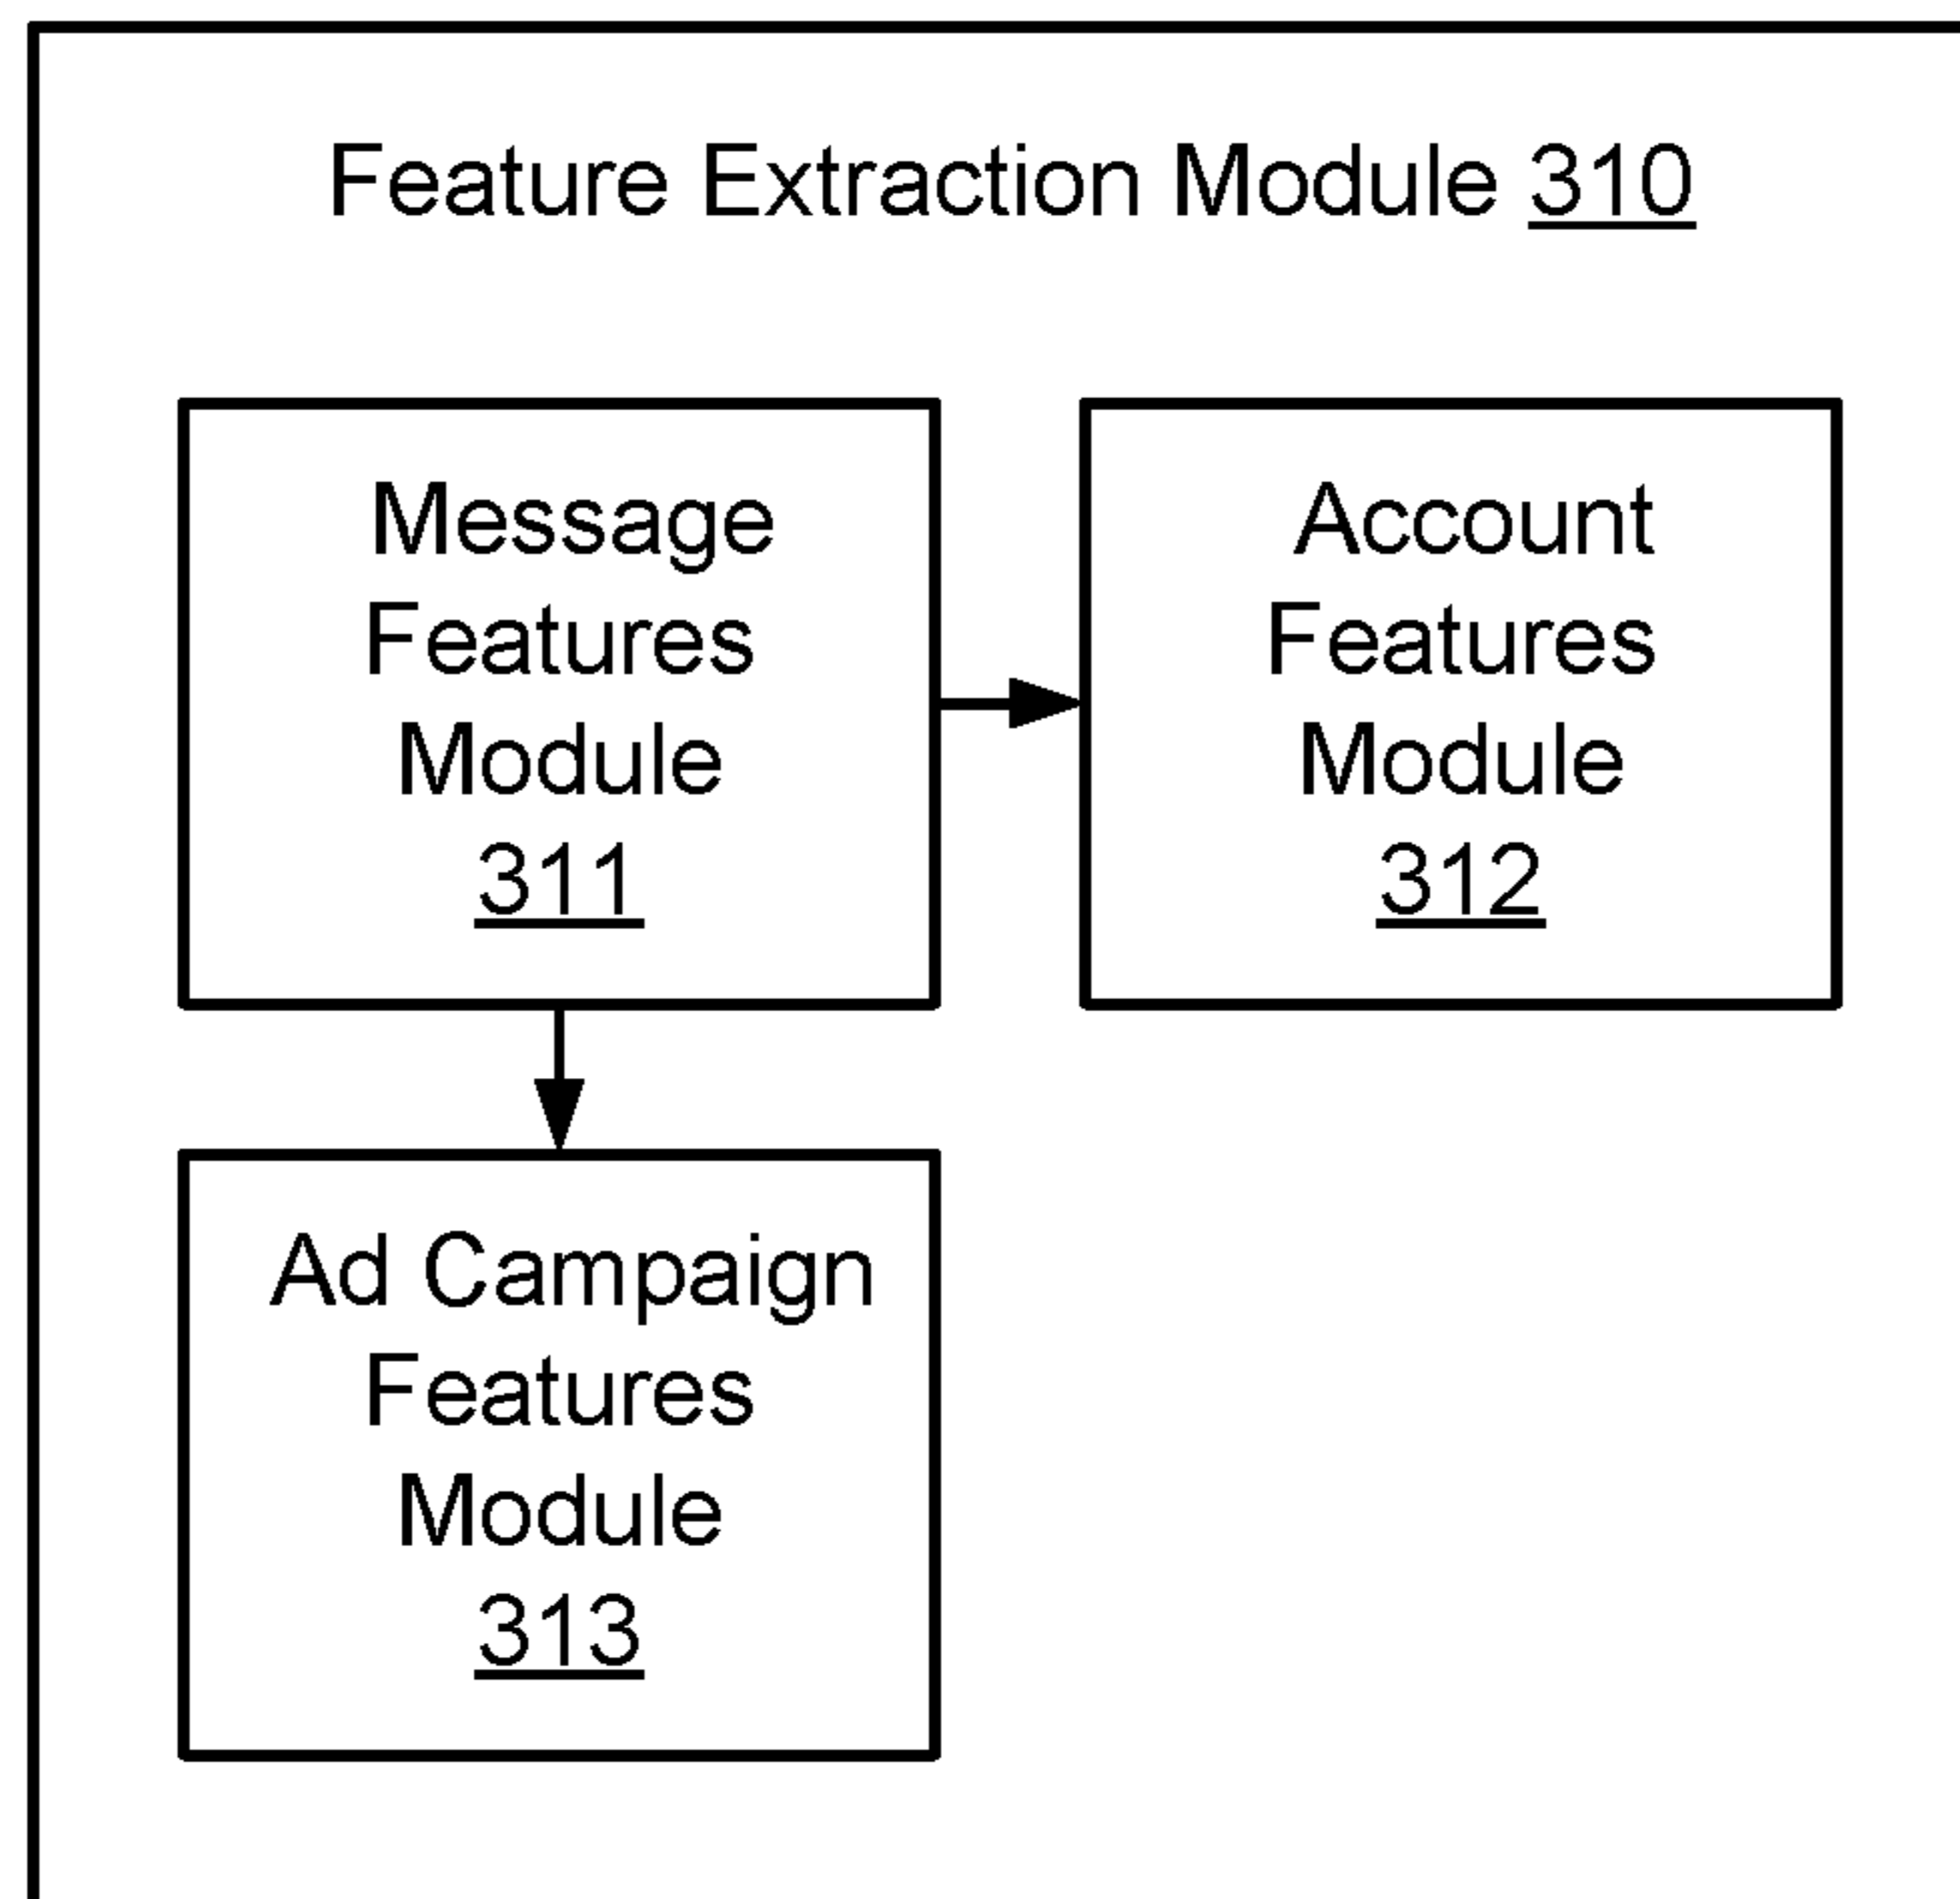 Feature Extraction Module 310
Message
Features
Module
311
Account
Features
Module
312
Ad Campaign
Features
Module
313